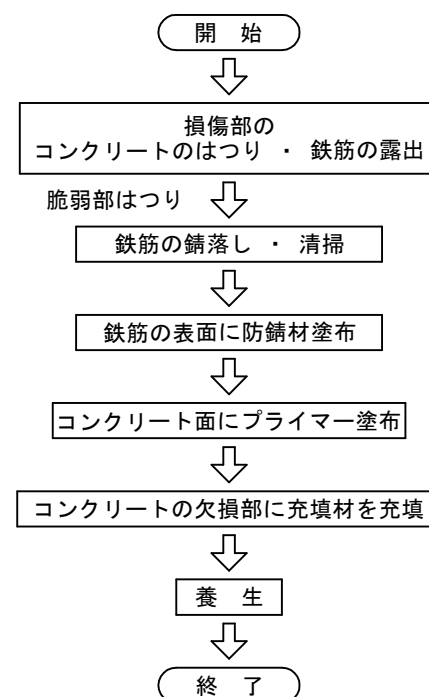 開　始
損傷部の
コンクリートのはつり ・ 鉄筋の露出
脆弱部はつり
鉄筋の錆落し ・ 清掃
鉄筋の表面に防錆材塗布
コンクリート面にプライマー塗布
コンクリートの欠損部に充填材を充填
養　生
終　了